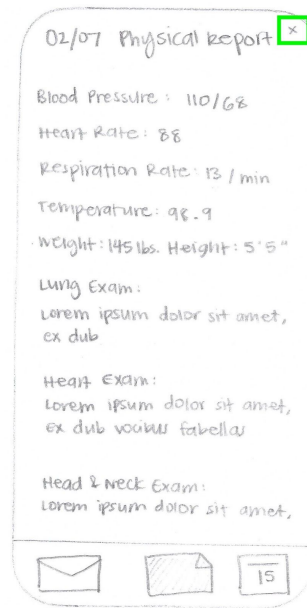 02/07 Physical Report ×
Blood Pressure: 110/68
Heart Rate: 88
Respiration Rate: 13 / min
Temperature: 98.9
Weight: 145 lbs. Height: 5'5"
Lung Exam:
Lorem ipsum dolor sit amet,
ex dub
Heart Exam:
Lorem ipsum dolor sit amet,
ex dub vocibus fabellas
Head & Neck Exam:
Lorem ipsum dolor sit amet,
15